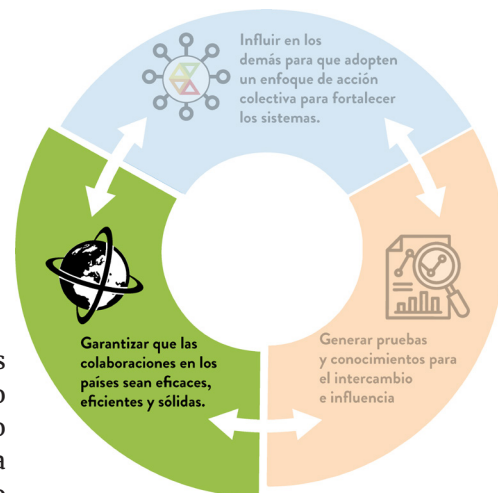 Influir en los
demás para que adopten
un enfoque de acción
colectiva para fortalecer
los sistemas.
Garantizar que las
colaboraciones en los
países sean eficaces,
eficientes y sólidas.
Generar pruebas
y conocimientos para
el intercambio
e influencia
s
o
o
a